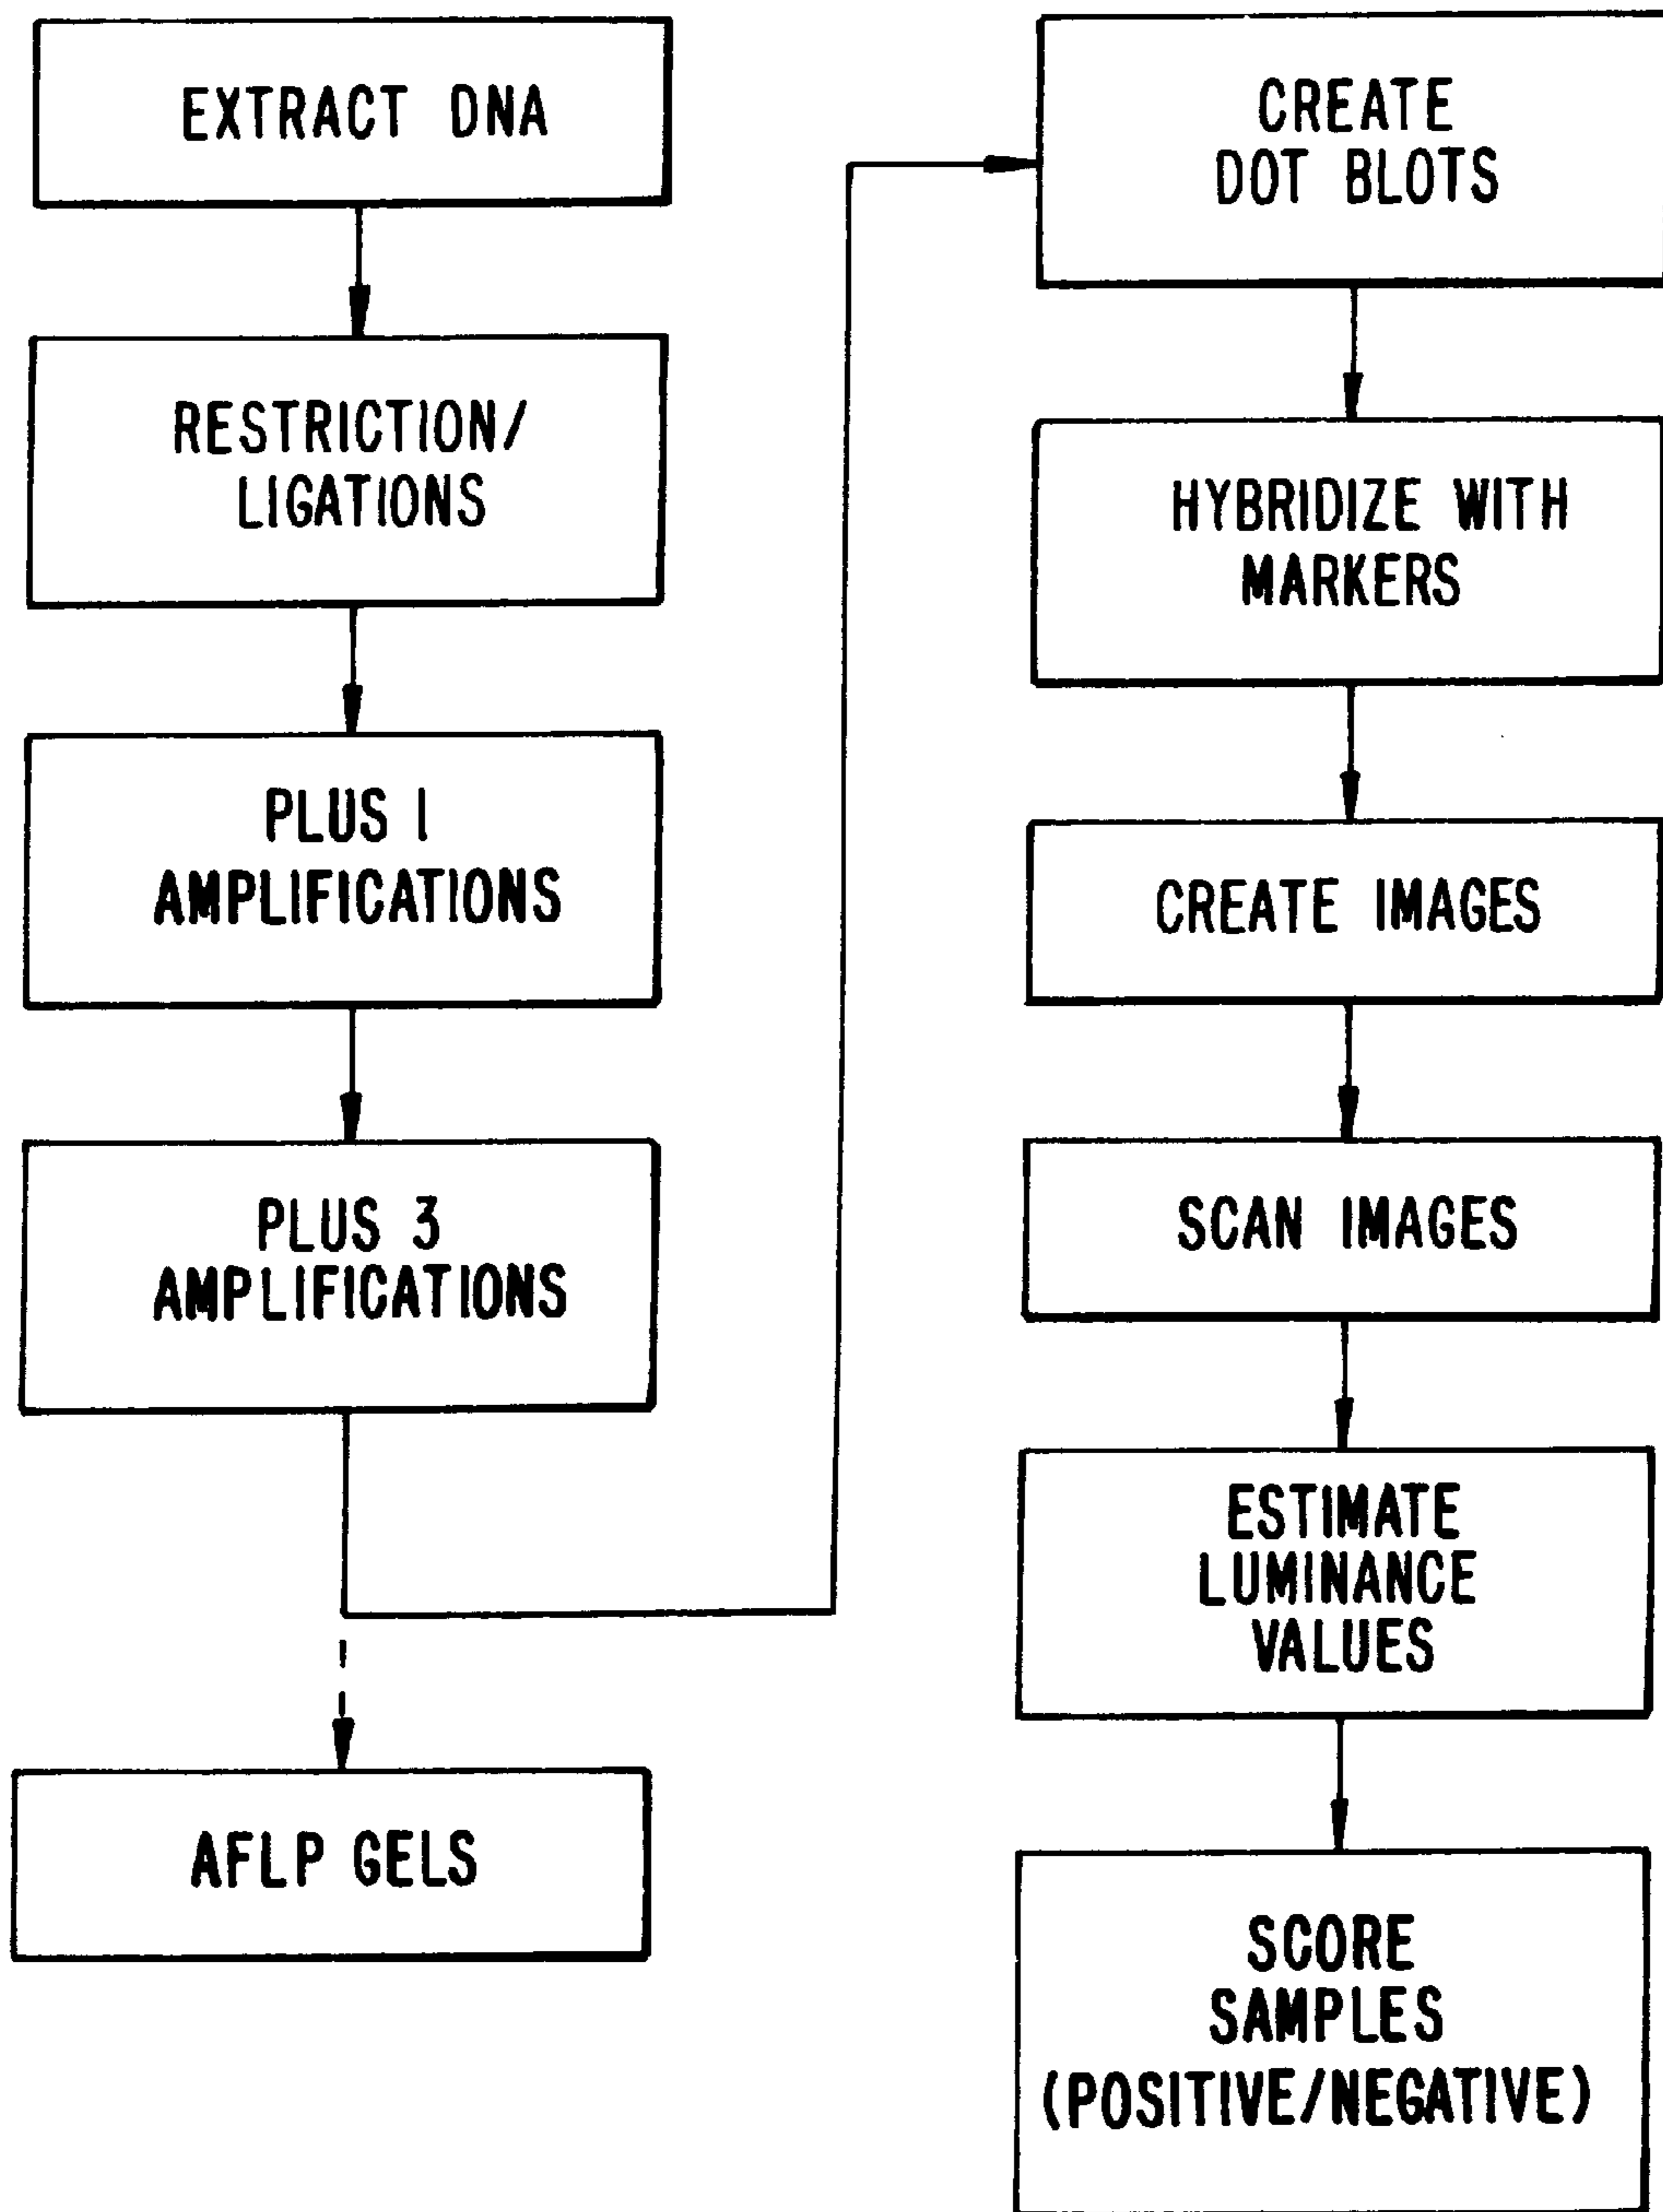 EXTRACT DNA
RESTRICTION/
LIGATIONS
PLUS 1
AMPLIFICATIONS
PLUS 3
AMPLIFICATIONS
AFLP GELS
CREATE
DOT BLOTS
HYBRIDIZE WITH
MARKERS
CREATE IMAGES
SCAN IMAGES
ESTIMATE
LUMINANCE
VALUES
SCORE
SAMPLES
(POSITIVE/NEGATIVE)